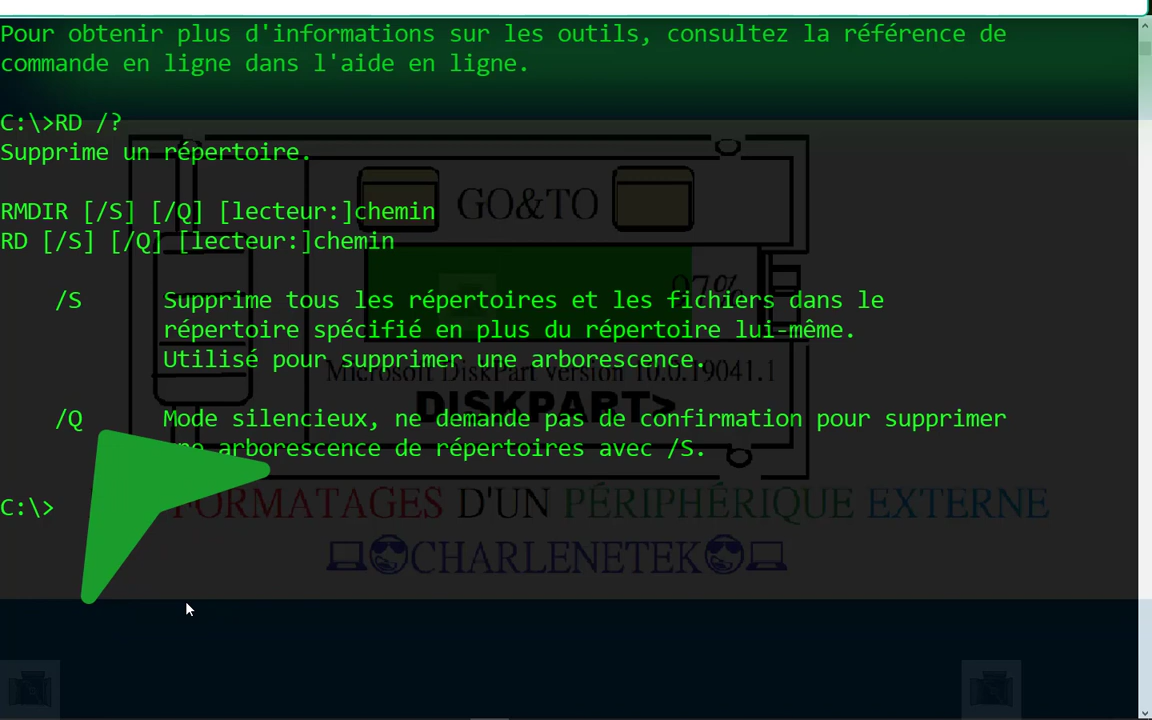 Pour obtenir plus d'informations sur les outils, consultez la référence de
commande en ligne dans l'aide en ligne.
C:\>RD /?
Supprime un répertoire.
RMDIR [/S] [/Q] [lecteur:]chemin
RD [/S] [/Q] [lecteur:]chemin
/S Supprime tous les répertoires et les fichiers dans le
répertoire spécifié en plus du répertoire lui-même.
Utilisé pour supprimer une arborescence.
/Q Mode silencieux, ne demande pas de confirmation pour supprimer
arborescence de répertoires avec /S.
C:\>
GO&TO
97%
Microsoft DiskPart version 10.0.19041.1
DISKPART>
FORMATAGES D'UN PÉRIPHÉRIQUE EXTERNE
CHARLENETEK